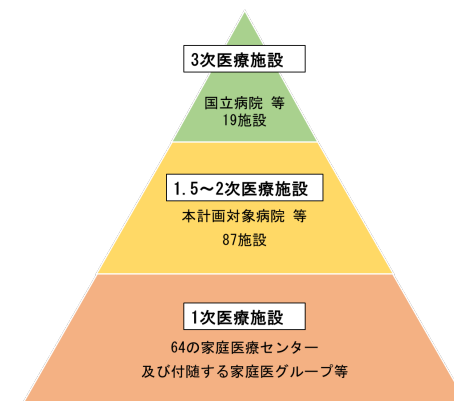 3次医療施設
国立病院 等
19施設
1.5～2次医療施設
本計画対象病院 等
87施設
1次医療施設
64の家庭医療センター
及び付随する家庭医グループ等